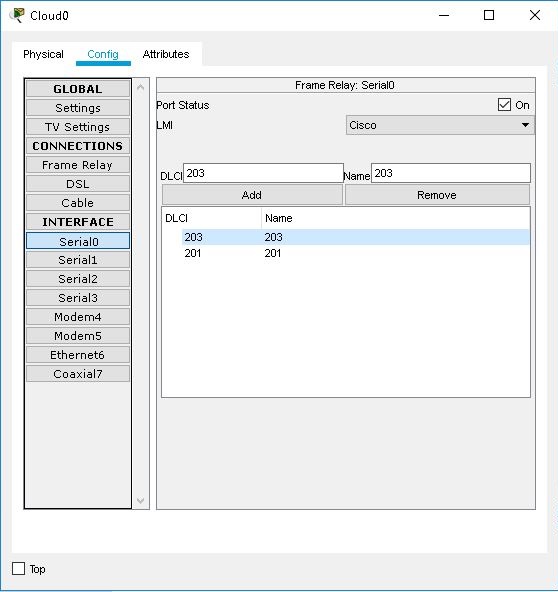 Cloud0
Physical Config Attributes
GLOBAL
Settings
TV Settings
CONNECTIONS
Frame Relay
DSL
Cable
INTERFACE
Serial0
Serial1
Serial2
Serial3
Modem4
Modem5
Ethernet6
Coaxial7
Frame Relay: Serial0
Port Status On
LMI Cisco
DLCI 203 Name 203
Add Remove
DLCI Name
203 203
201 201
Top